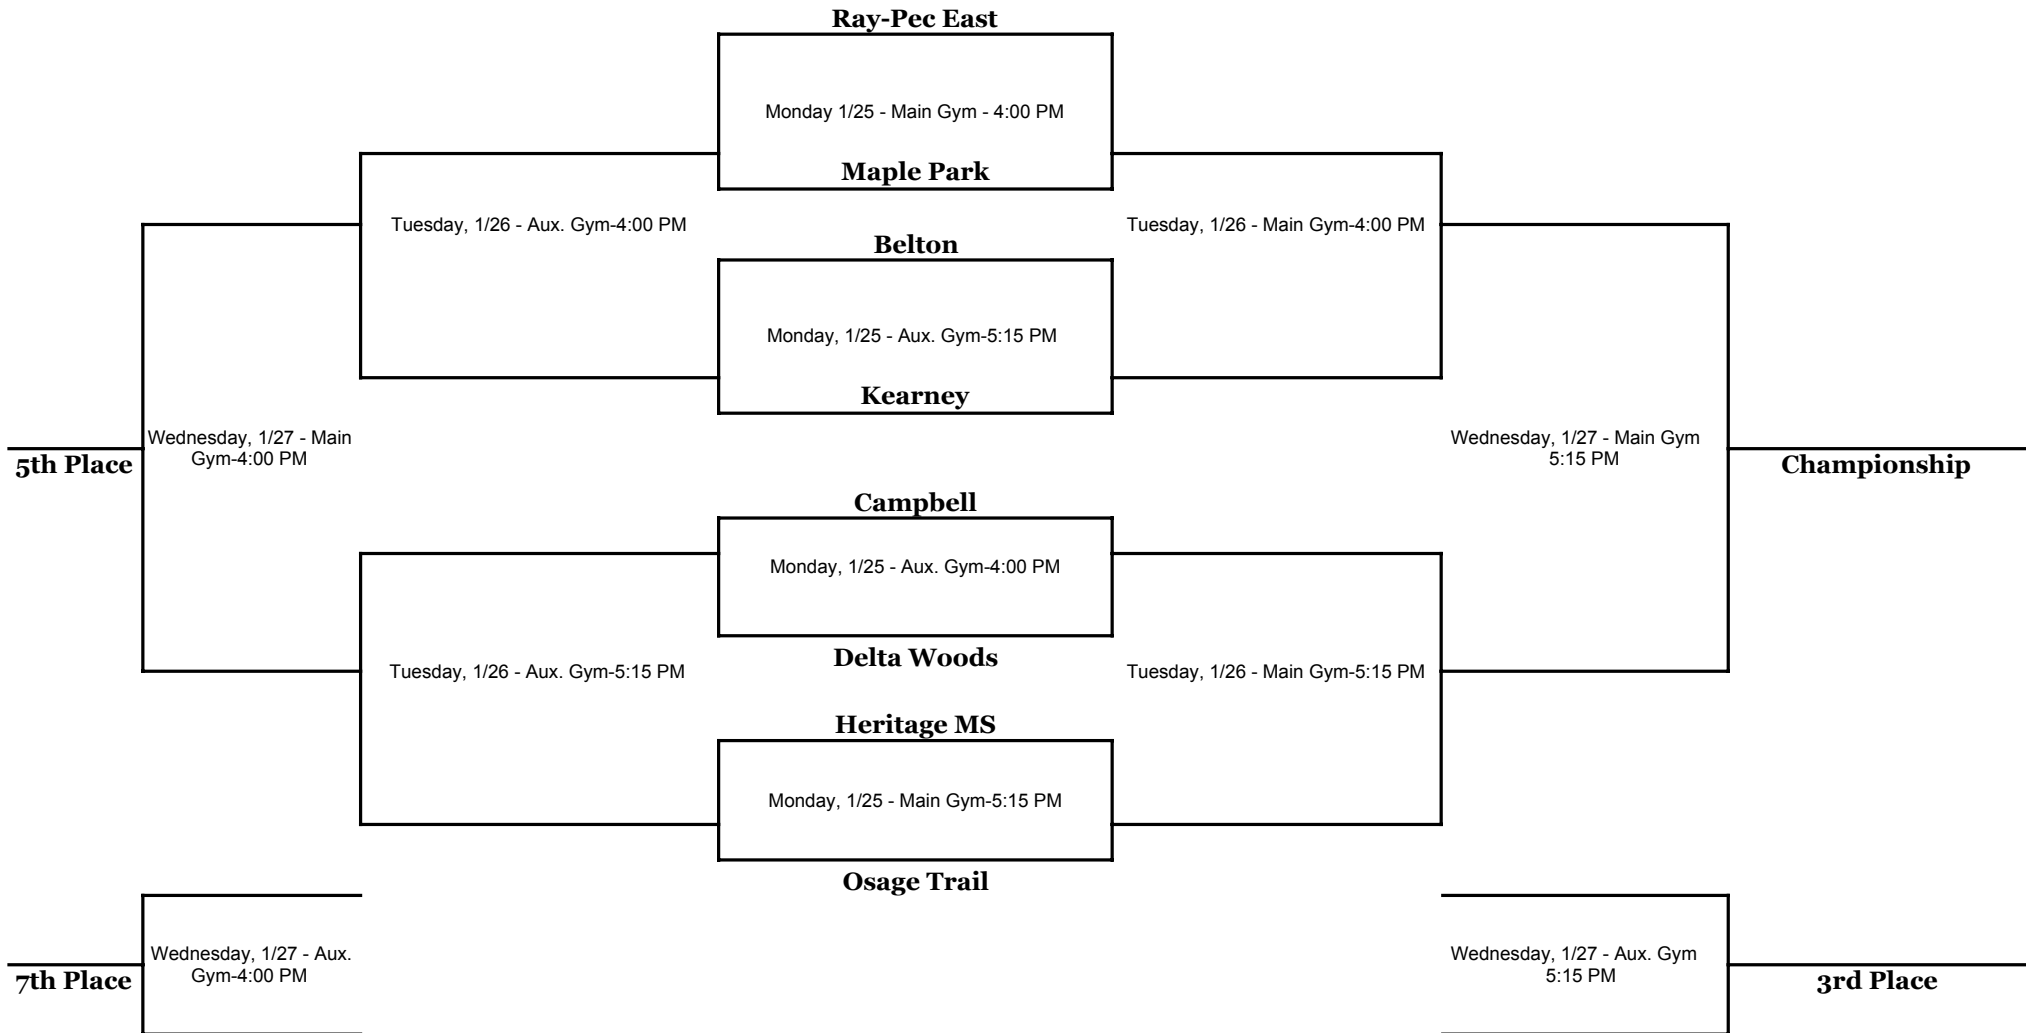 Ray-Pec East
Monday 1/25 - Main Gym - 4:00 PM
Maple Park
Tuesday, 1/26 - Aux. Gym-4:00 PM
Tuesday, 1/26 - Main Gym-4:00 PM
Belton
Monday, 1/25 - Aux. Gym-5:15 PM
Kearney
Wednesday, 1/27 - Main
Gym-4:00 PM
5th Place
Wednesday, 1/27 - Main Gym
5:15 PM
Championship
Campbell
Monday, 1/25 - Aux. Gym-4:00 PM
Delta Woods
Tuesday, 1/26 - Aux. Gym-5:15 PM
Tuesday, 1/26 - Main Gym-5:15 PM
Heritage MS
Monday, 1/25 - Main Gym-5:15 PM
Osage Trail
Wednesday, 1/27 - Aux.
Gym-4:00 PM
7th Place
Wednesday, 1/27 - Aux. Gym
5:15 PM
3rd Place